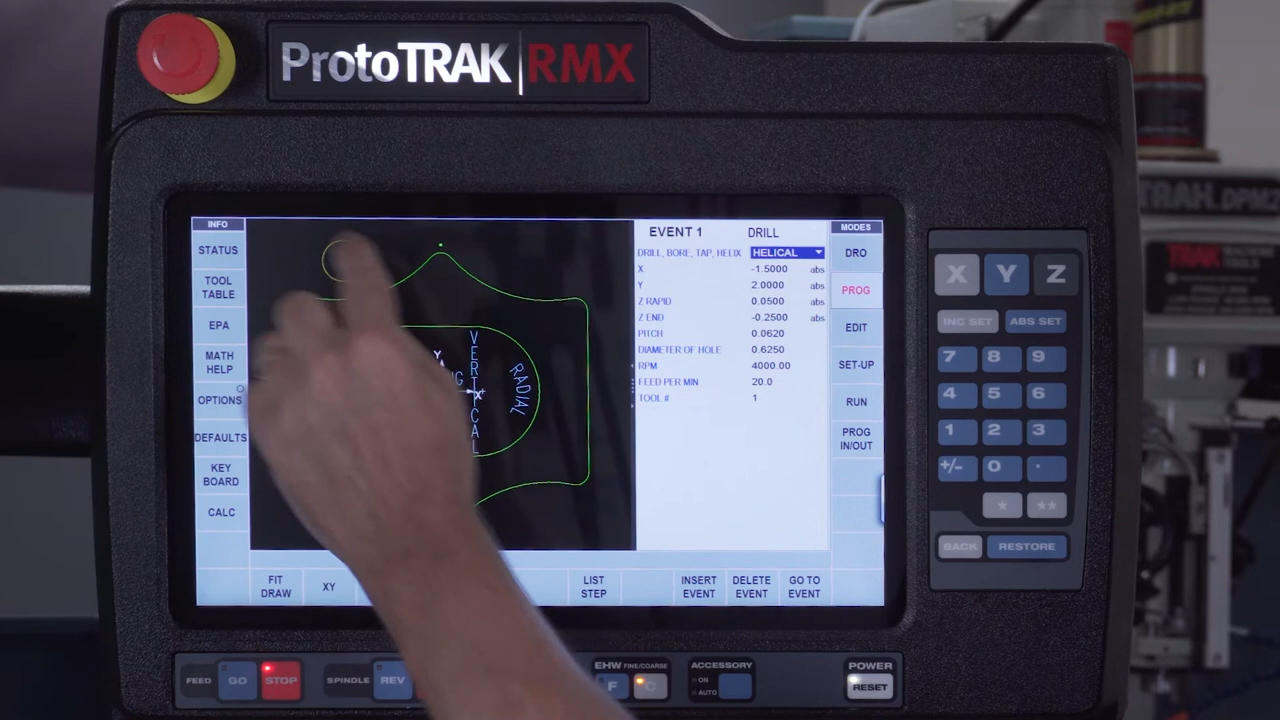 ProtoTRAK RMX
INFO
STATUS
TOOL
TABLE
EPA
MATH
HELP
OPTIONS
DEFAULTS
KEY
BOARD
CALC
Y
VERTICAL
RADIAL
X
EVENT 1 DRILL
DRILL, BORE, TAP, HELIX HELICAL
X -1.5000 abs
Y 2.0000 abs
Z RAPID 0.0500 abs
Z END -0.2500 abs
PITCH 0.0620
DIAMETER OF HOLE 0.6250
RPM 4000.00
FEED PER MIN 20.0
TOOL # 1
MODES
DRO
PROG
EDIT
SET-UP
RUN
PROG
IN/OUT
FIT
DRAW
XY
LIST
STEP
INSERT
EVENT
DELETE
EVENT
GO TO
EVENT
X Y Z
INC SET ABS SET
7 8 9
4 5 6
1 2 3
+/- 0 .
★ ★★
BACK RESTORE
FEED GO STOP
SPINDLE REV
EHW FINE/COARSE
F C
ACCESSORY
ON
AUTO
POWER
RESET
TRAK DPM2
TRAK